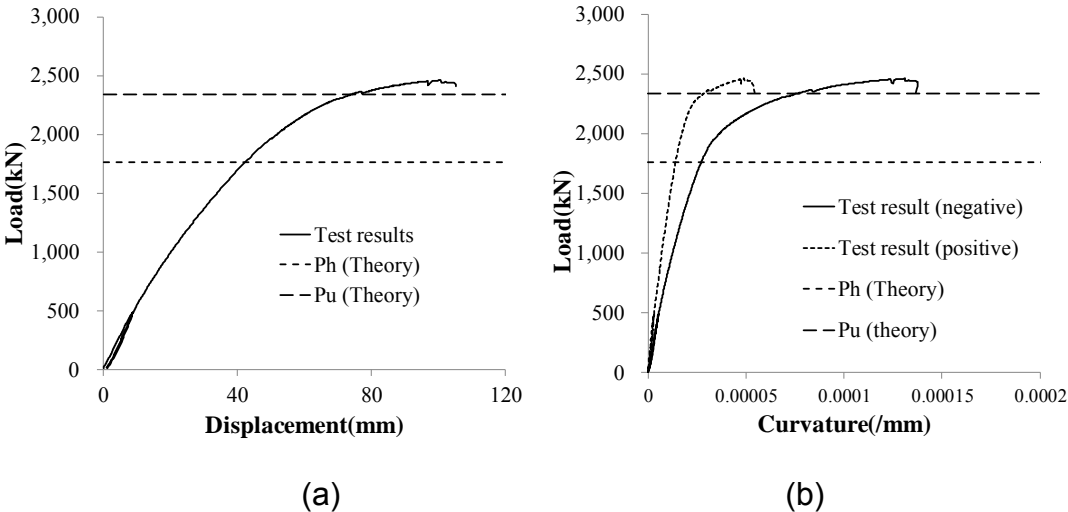 3,000
2,500
2,000
1,500
1,000
500
0
Load(kN)
Test results
Ph (Theory)
Pu (Theory)
0 40 80 120
Displacement(mm)
(a)
3,000
2,500
2,000
1,500
1,000
500
0
Load(kN)
Test result (negative)
Test result (positive)
Ph (Theory)
Pu (theory)
0 0.00005 0.0001 0.00015 0.0002
Curvature(/mm)
(b)